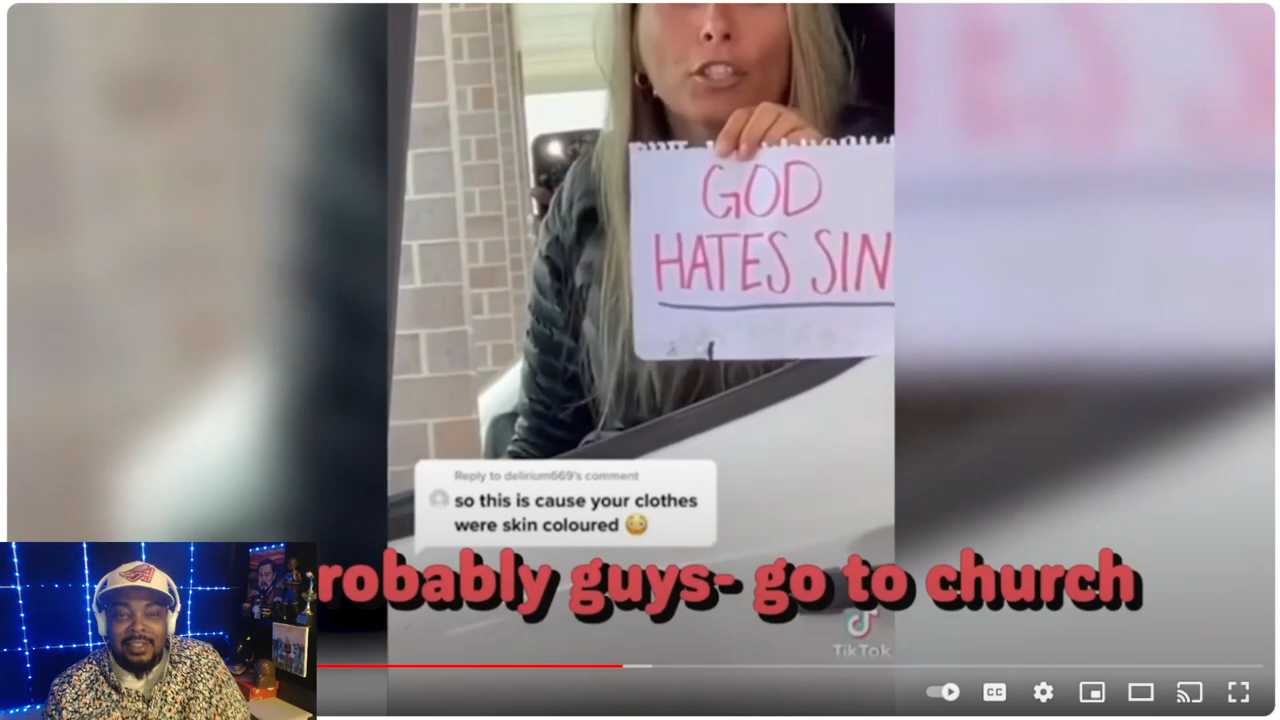 GOD
HATES SIN
Reply to delirium669's comment
so this is cause your clothes
were skin coloured 😳
robably guys- go to church
TikTok
CC